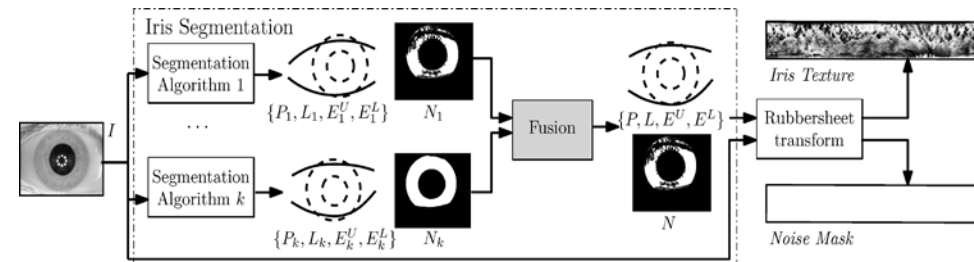 Iris Segmentation
Segmentation
Algorithm 1
{P₁, L₁, E₁ᵁ, E₁ᴸ}
N₁
. . .
I
Segmentation
Algorithm k
{Pₖ, Lₖ, Eₖᵁ, Eₖᴸ}
Nₖ
Fusion
{P, L, Eᵁ, Eᴸ}
N
Rubbersheet
transform
Iris Texture
Noise Mask